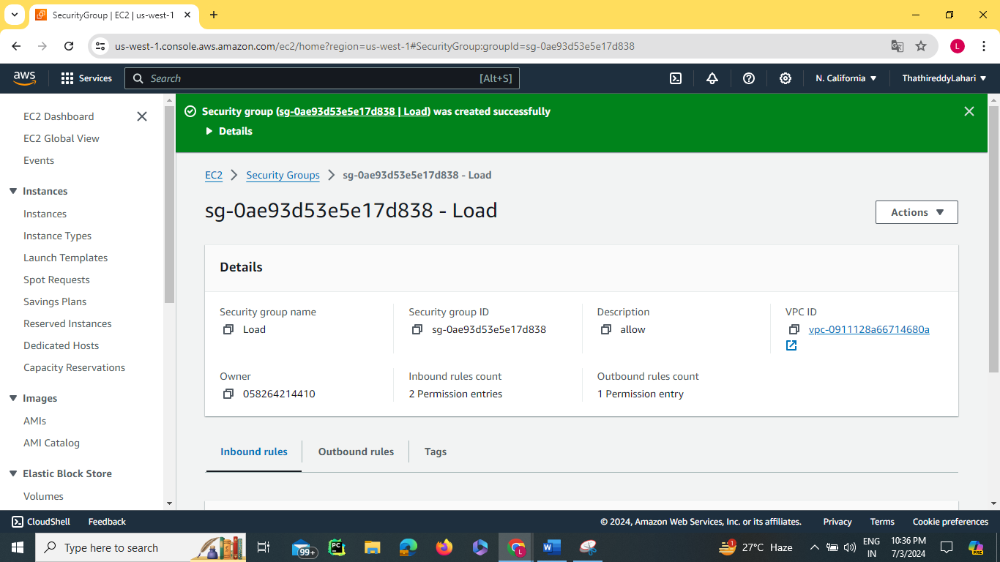 SecurityGroup | EC2 | us-west-1
us-west-1.console.aws.amazon.com/ec2/home?region=us-west-1#SecurityGroup:groupId=sg-0ae93d53e5e17d838
L
aws
Services
Search
[Alt+S]
N. California
ThathireddyLahari
EC2 Dashboard
EC2 Global View
Events
Instances
Instances
Instance Types
Launch Templates
Spot Requests
Savings Plans
Reserved Instances
Dedicated Hosts
Capacity Reservations
Images
AMIs
AMI Catalog
Elastic Block Store
Volumes
Security group (sg-0ae93d53e5e17d838 | Load) was created successfully
Details
EC2 > Security Groups > sg-0ae93d53e5e17d838 - Load
sg-0ae93d53e5e17d838 - Load
Actions
Details
Security group name
Load
Security group ID
sg-0ae93d53e5e17d838
Description
allow
VPC ID
vpc-0911128a66714680a
Owner
058264214410
Inbound rules count
2 Permission entries
Outbound rules count
1 Permission entry
Inbound rules
Outbound rules
Tags
CloudShell
Feedback
© 2024, Amazon Web Services, Inc. or its affiliates.
Privacy
Terms
Cookie preferences
Type here to search
99+
PC
L
W
1
27°C Haze
ENG
IN
10:36 PM
7/3/2024
PRE